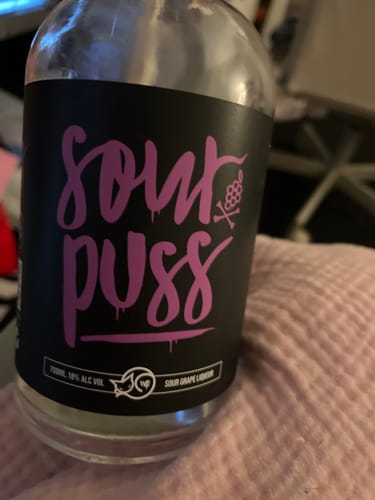 sour
puss
700ML 18% ALC VOL
SOUR GRAPE LIQUEUR